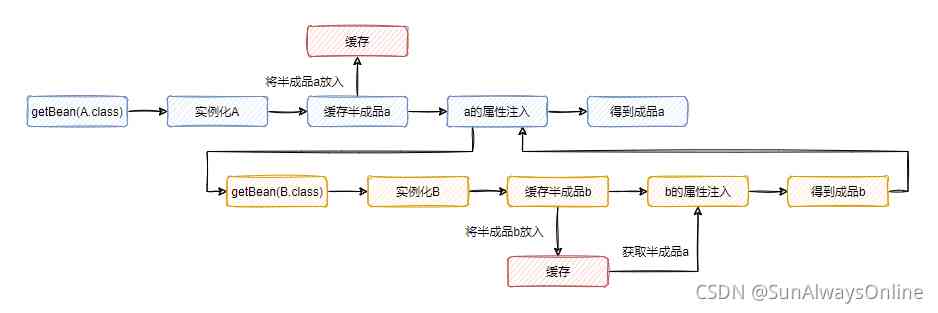 缓存
将半成品a放入
getBean(A.class)
实例化A
缓存半成品a
a的属性注入
得到成品a
getBean(B.class)
实例化B
缓存半成品b
b的属性注入
得到成品b
将半成品b放入
获取半成品a
缓存
CSDN @SunAlwaysOnline